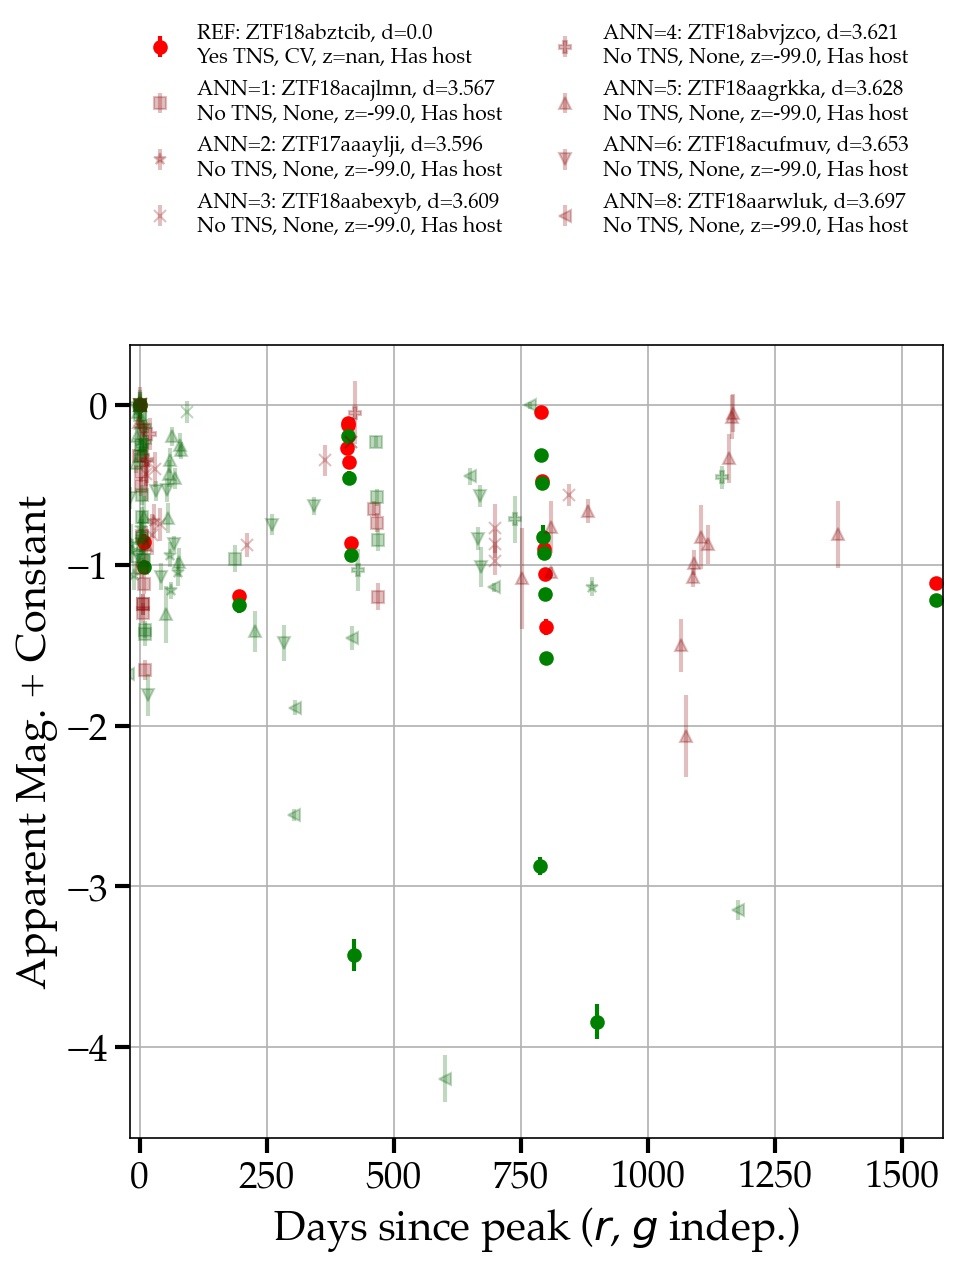 REF: ZTF18abztcib, d=0.0
Yes TNS, CV, z=nan, Has host
ANN=1: ZTF18acajlmn, d=3.567
No TNS, None, z=-99.0, Has host
ANN=2: ZTF17aaaylji, d=3.596
No TNS, None, z=-99.0, Has host
ANN=3: ZTF18aabexyb, d=3.609
No TNS, None, z=-99.0, Has host
ANN=4: ZTF18abvjzco, d=3.621
No TNS, None, z=-99.0, Has host
ANN=5: ZTF18aagrkka, d=3.628
No TNS, None, z=-99.0, Has host
ANN=6: ZTF18acufmuv, d=3.653
No TNS, None, z=-99.0, Has host
ANN=8: ZTF18aarwluk, d=3.697
No TNS, None, z=-99.0, Has host
Apparent Mag. + Constant
0
−1
−2
−3
−4
0 250 500 750 1000 1250 1500
Days since peak (r, g indep.)